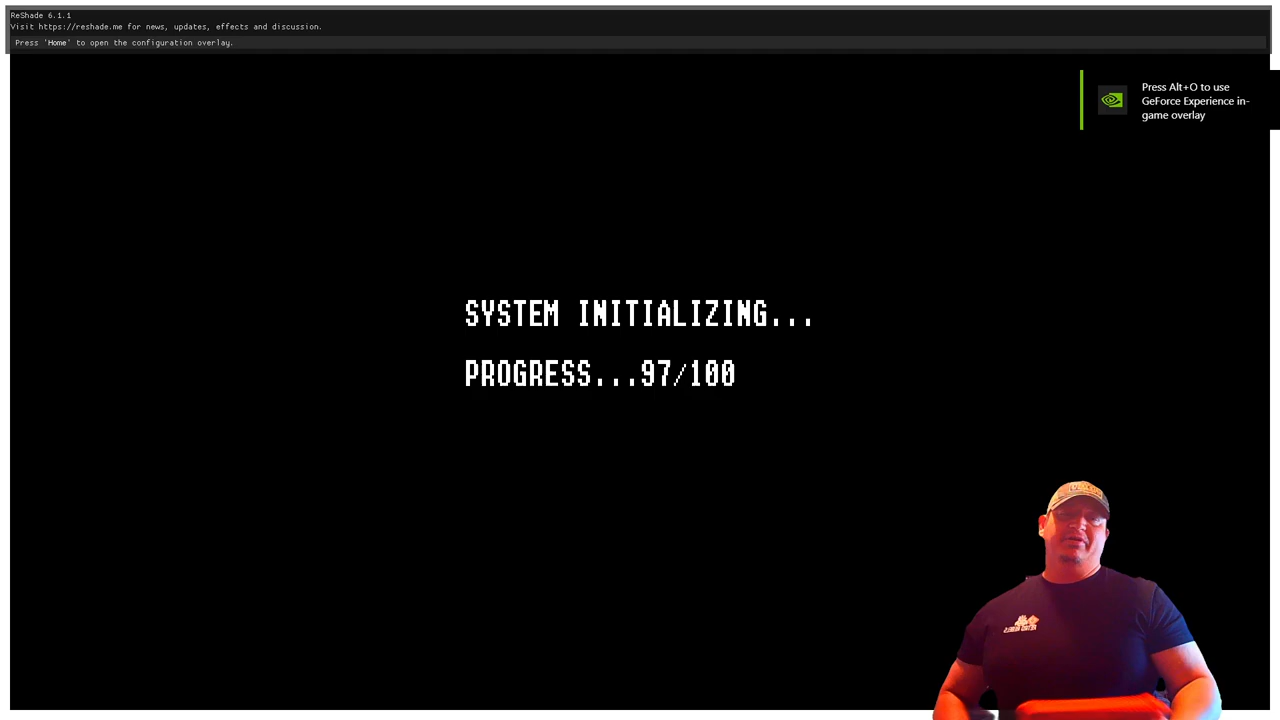 ReShade 6.1.1
Visit https://reshade.me for news, updates, effects and discussion.
Press 'Home' to open the configuration overlay.
Press Alt+O to use
GeForce Experience in-
game overlay
SYSTEM INITIALIZING...
PROGRESS...97/100